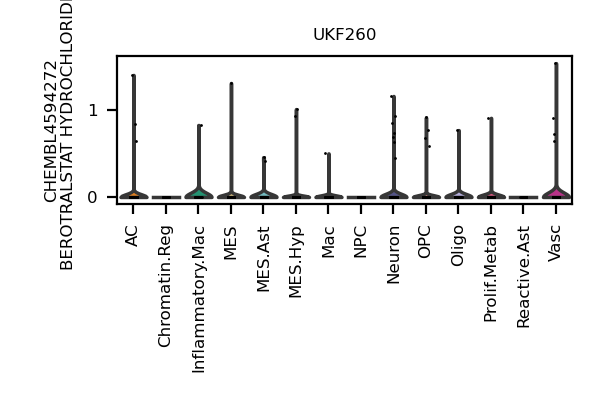 UKF260
CHEMBL4594272
BEROTRALSTAT HYDROCHLORID
1
0
AC
Chromatin.Reg
Inflammatory.Mac
MES
MES.Ast
MES.Hyp
Mac
NPC
Neuron
OPC
Oligo
Prolif.Metab
Reactive.Ast
Vasc